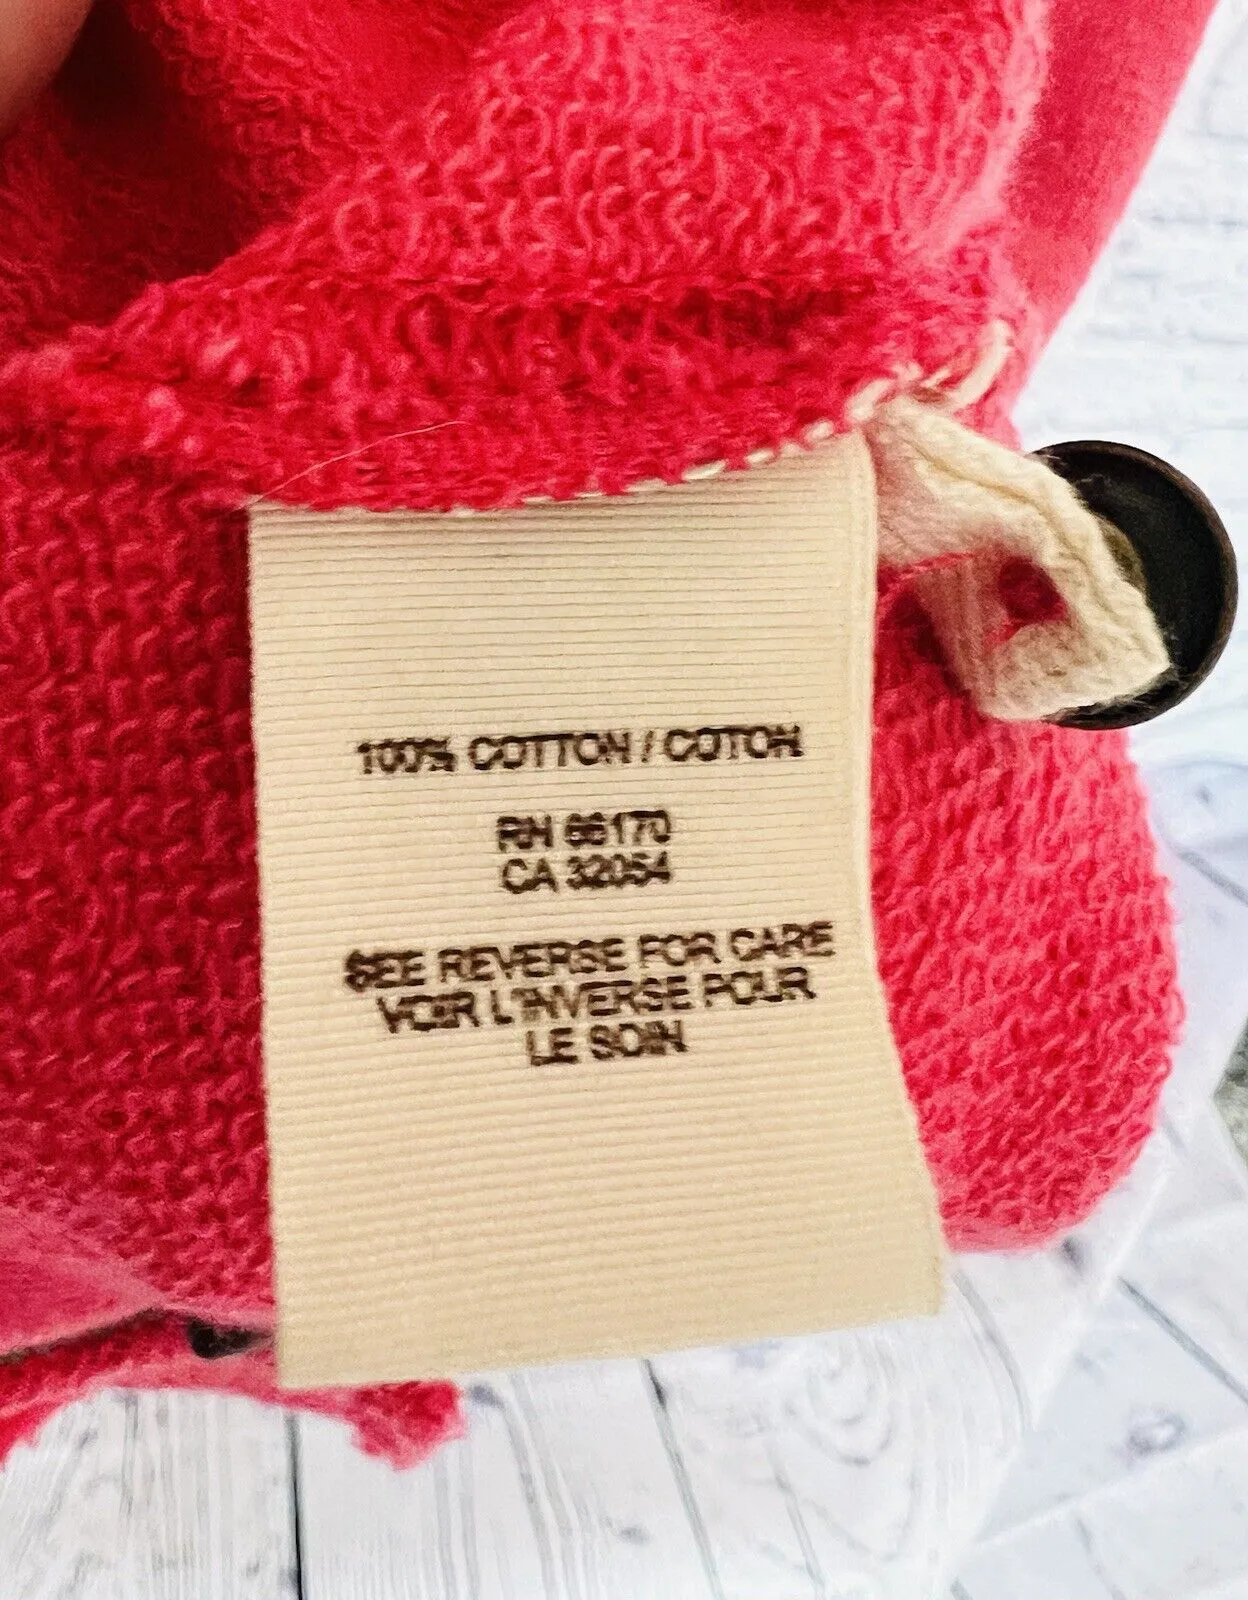 100% COTTON / COTON
RN 66170
CA 32054
SEE REVERSE FOR CARE
VOIR L'INVERSE POUR
LE SOIN